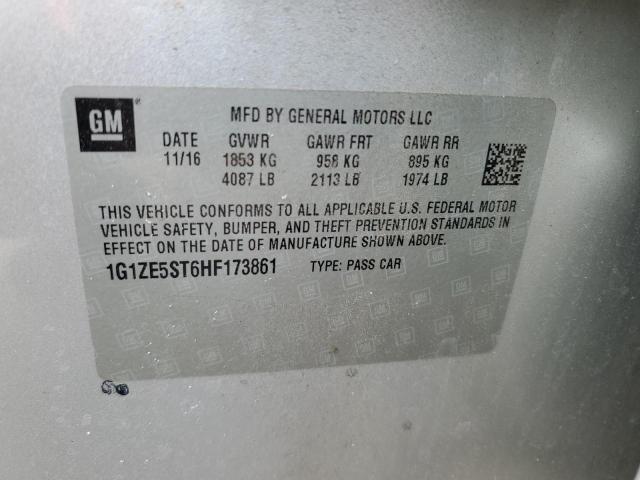 GM
MFD BY GENERAL MOTORS LLC
DATE GVWR GAWR FRT GAWR RR
11/16 1853 KG 958 KG 895 KG
4087 LB 2113 LB 1974 LB
THIS VEHICLE CONFORMS TO ALL APPLICABLE U.S. FEDERAL MOTOR
VEHICLE SAFETY, BUMPER, AND THEFT PREVENTION STANDARDS IN
EFFECT ON THE DATE OF MANUFACTURE SHOWN ABOVE.
1G1ZE5ST6HF173861 TYPE: PASS CAR